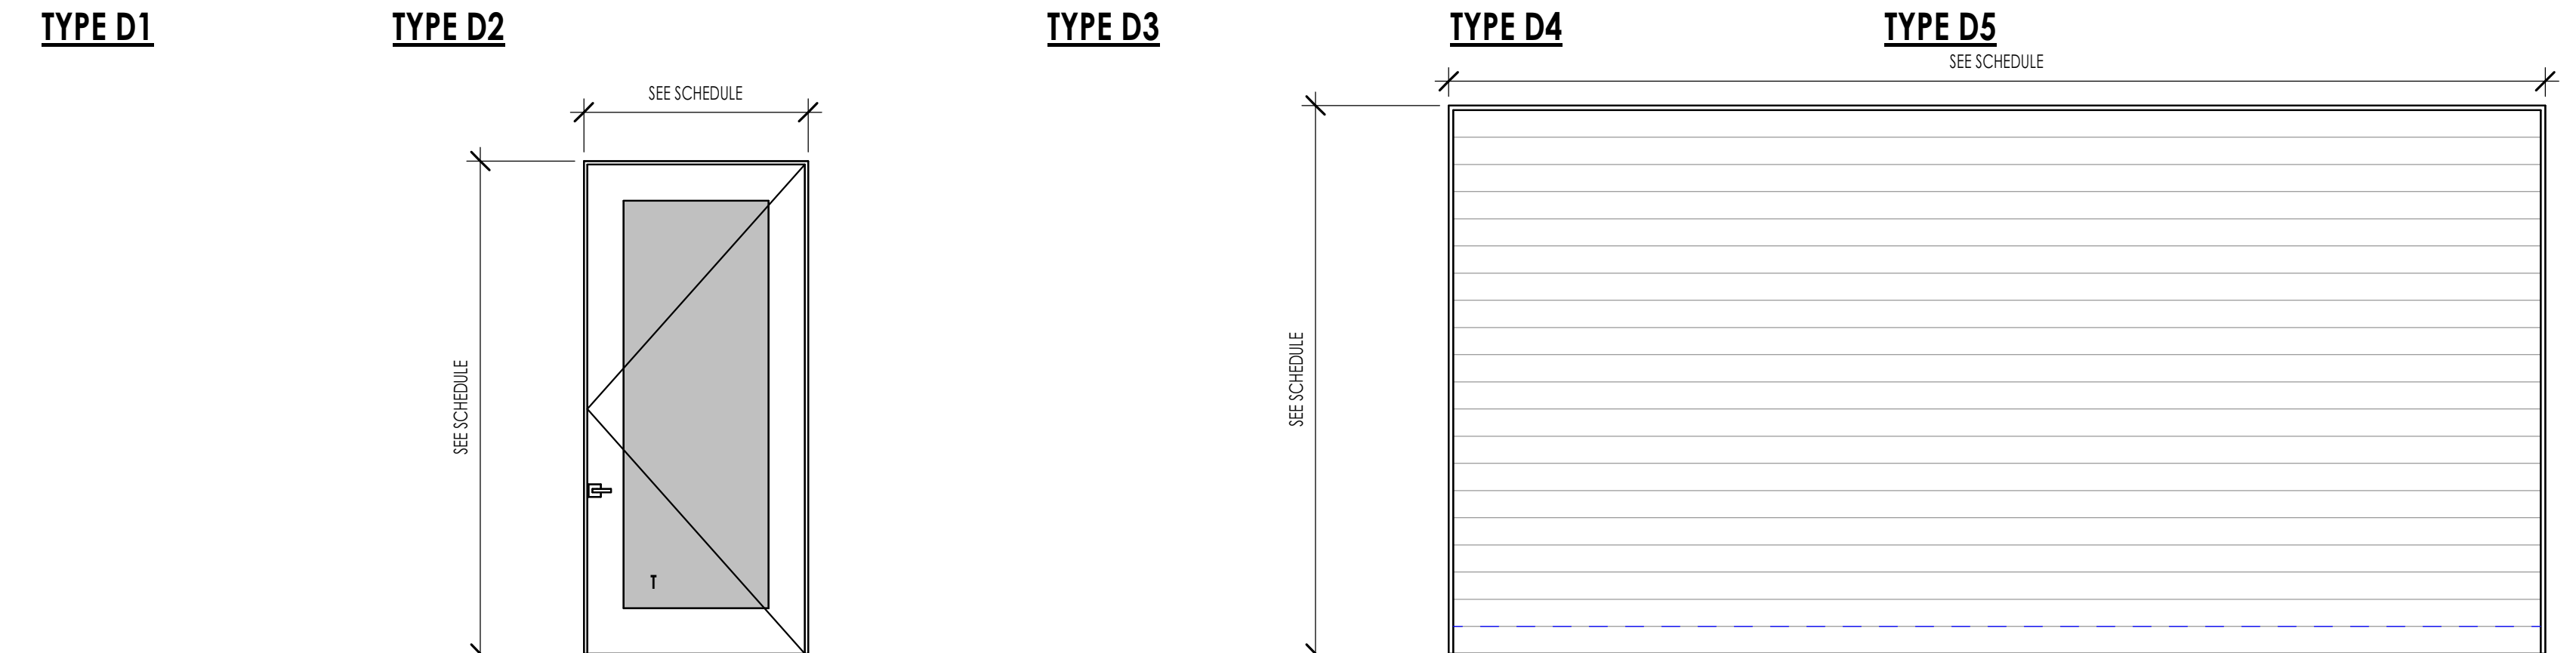 TYPE D1
TYPE D2
TYPE D3
TYPE D4
TYPE D5
SEE SCHEDULE
SEE SCHEDULE
SEE SCHEDULE
SEE SCHEDULE
T